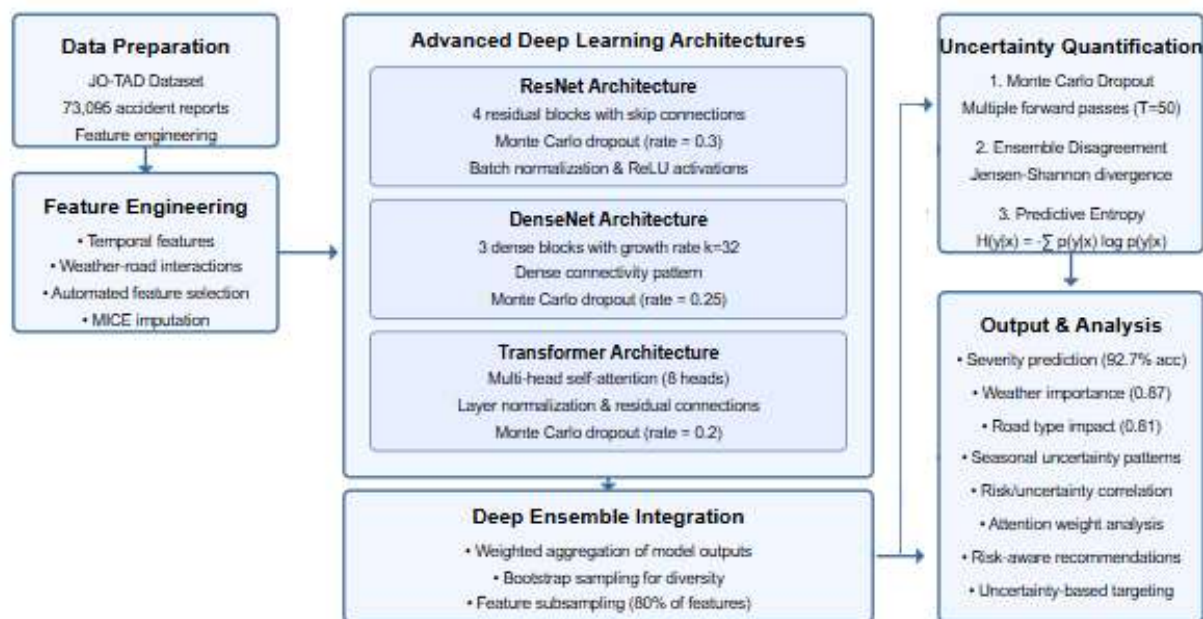 Data Preparation
JO-TAD Dataset
73,095 accident reports
Feature engineering
Feature Engineering
• Temporal features
• Weather-road interactions
• Automated feature selection
• MICE imputation
Advanced Deep Learning Architectures
ResNet Architecture
4 residual blocks with skip connections
Monte Carlo dropout (rate = 0.3)
Batch normalization & ReLU activations
DenseNet Architecture
3 dense blocks with growth rate k=32
Dense connectivity pattern
Monte Carlo dropout (rate = 0.25)
Transformer Architecture
Multi-head self-attention (8 heads)
Layer normalization & residual connections
Monte Carlo dropout (rate = 0.2)
Deep Ensemble Integration
• Weighted aggregation of model outputs
• Bootstrap sampling for diversity
• Feature subsampling (80% of features)
Uncertainty Quantification
1. Monte Carlo Dropout
Multiple forward passes (T=50)
2. Ensemble Disagreement
Jensen-Shannon divergence
3. Predictive Entropy
H(y|x) = -∑ p(y|x) log p(y|x)
Output & Analysis
• Severity prediction (92.7% acc)
• Weather importance (0.87)
• Road type impact (0.81)
• Seasonal uncertainty patterns
• Risk/uncertainty correlation
• Attention weight analysis
• Risk-aware recommendations
• Uncertainty-based targeting